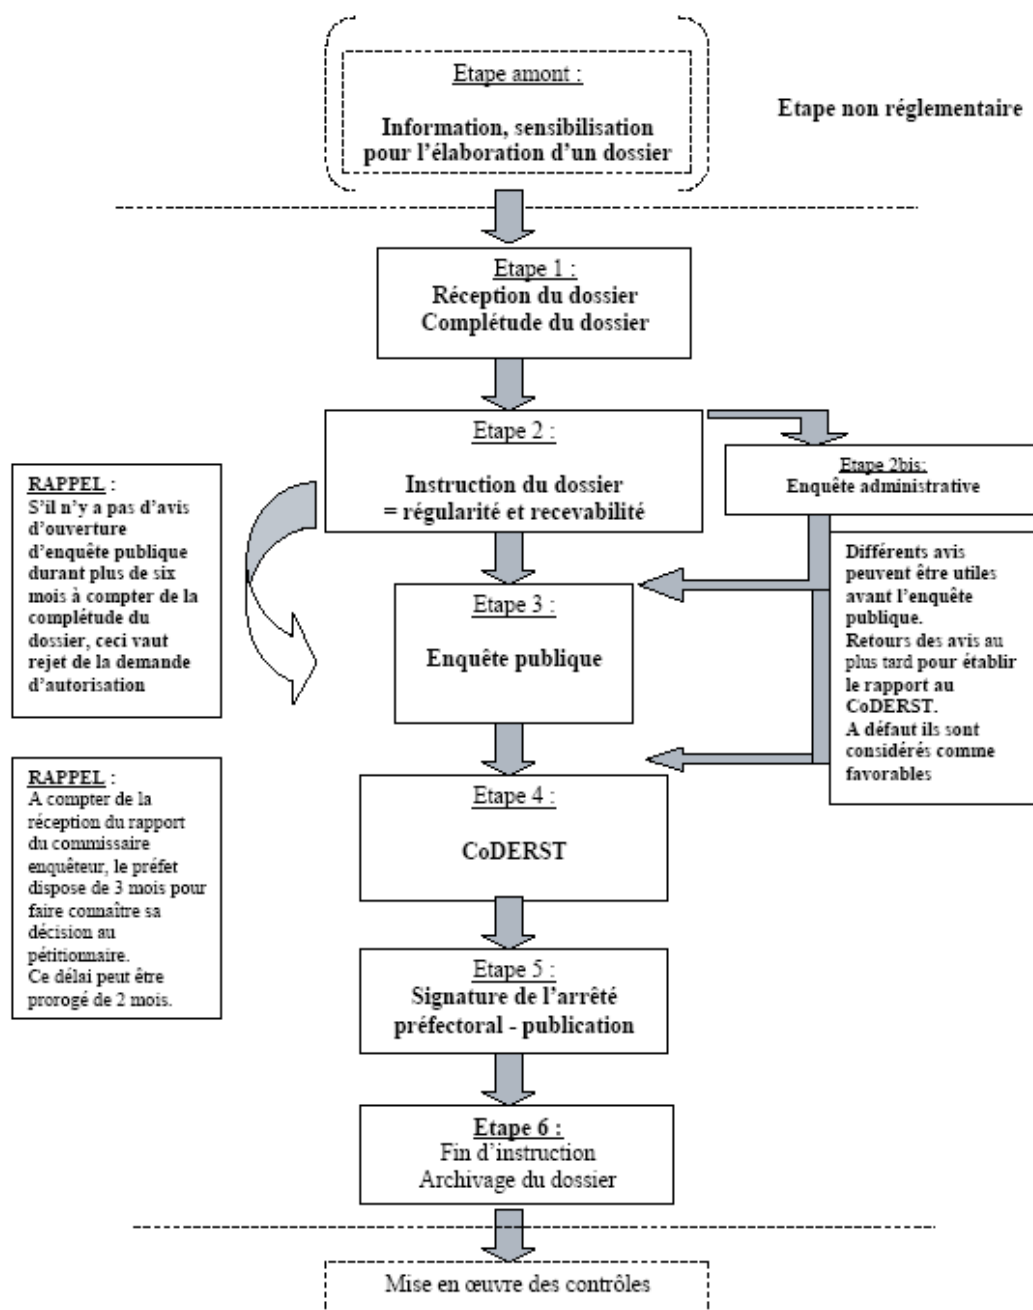 Etape amont :
Information, sensibilisation
pour l'élaboration d'un dossier
Etape non réglementaire
Etape 1 :
Réception du dossier
Complétude du dossier
Etape 2 :
Instruction du dossier
= régularité et recevabilité
Etape 2bis:
Enquête administrative
RAPPEL :
S'il n'y a pas d'avis
d'ouverture
d'enquête publique
durant plus de six
mois à compter de la
complétude du
dossier, ceci vaut
rejet de la demande
d'autorisation
Différents avis
peuvent être utiles
avant l'enquête
publique.
Retours des avis au
plus tard pour établir
le rapport au
CoDERST.
A défaut ils sont
considérés comme
favorables
Etape 3 :
Enquête publique
RAPPEL :
A compter de la
réception du rapport
du commissaire
enquêteur, le préfet
dispose de 3 mois pour
faire connaître sa
décision au
pétitionnaire.
Ce délai peut être
prorogé de 2 mois.
Etape 4 :
CoDERST
Etape 5 :
Signature de l'arrêté
préfectoral - publication
Etape 6 :
Fin d'instruction
Archivage du dossier
Mise en œuvre des contrôles